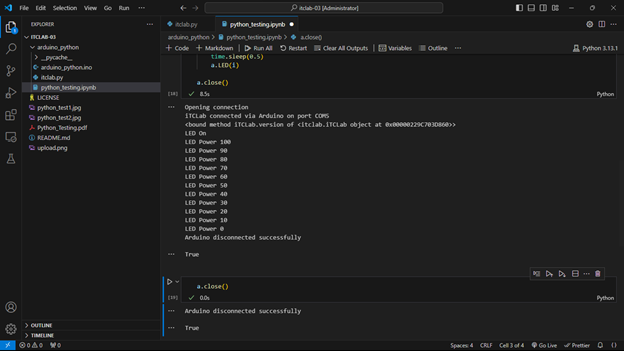 File Edit Selection View Go Run ··· itclab-03 [Administrator]
EXPLORER ···
itclab.py python_testing.ipynb
ITCLAB-03
arduino_python
__pycache__
arduino_python.ino
itclab.py
python_testing.ipynb
LICENSE
python_test1.jpg
python_test2.jpg
Python_Testing.pdf
README.md
upload.png
OUTLINE
TIMELINE
arduino_python > python_testing.ipynb > a.close()
+ Code + Markdown Run All Restart Clear All Outputs Variables Outline ··· Python 3.13.1
time.sleep(0.5)
a.LED(i)
a.close()
8.5s Python
Opening connection
iTCLab connected via Arduino on port COM5
<bound method iTCLab.version of <itclab.iTCLab object at 0x00000229C703D860>>
LED On
LED Power 100
LED Power 90
LED Power 80
LED Power 70
LED Power 60
LED Power 50
LED Power 40
LED Power 30
LED Power 20
LED Power 10
LED Power 0
Arduino disconnected successfully
True
a.close()
0.0s Python
Arduino disconnected successfully
True
0 0 0 Spaces: 4 CRLF Cell 3 of 4 Go Live Prettier